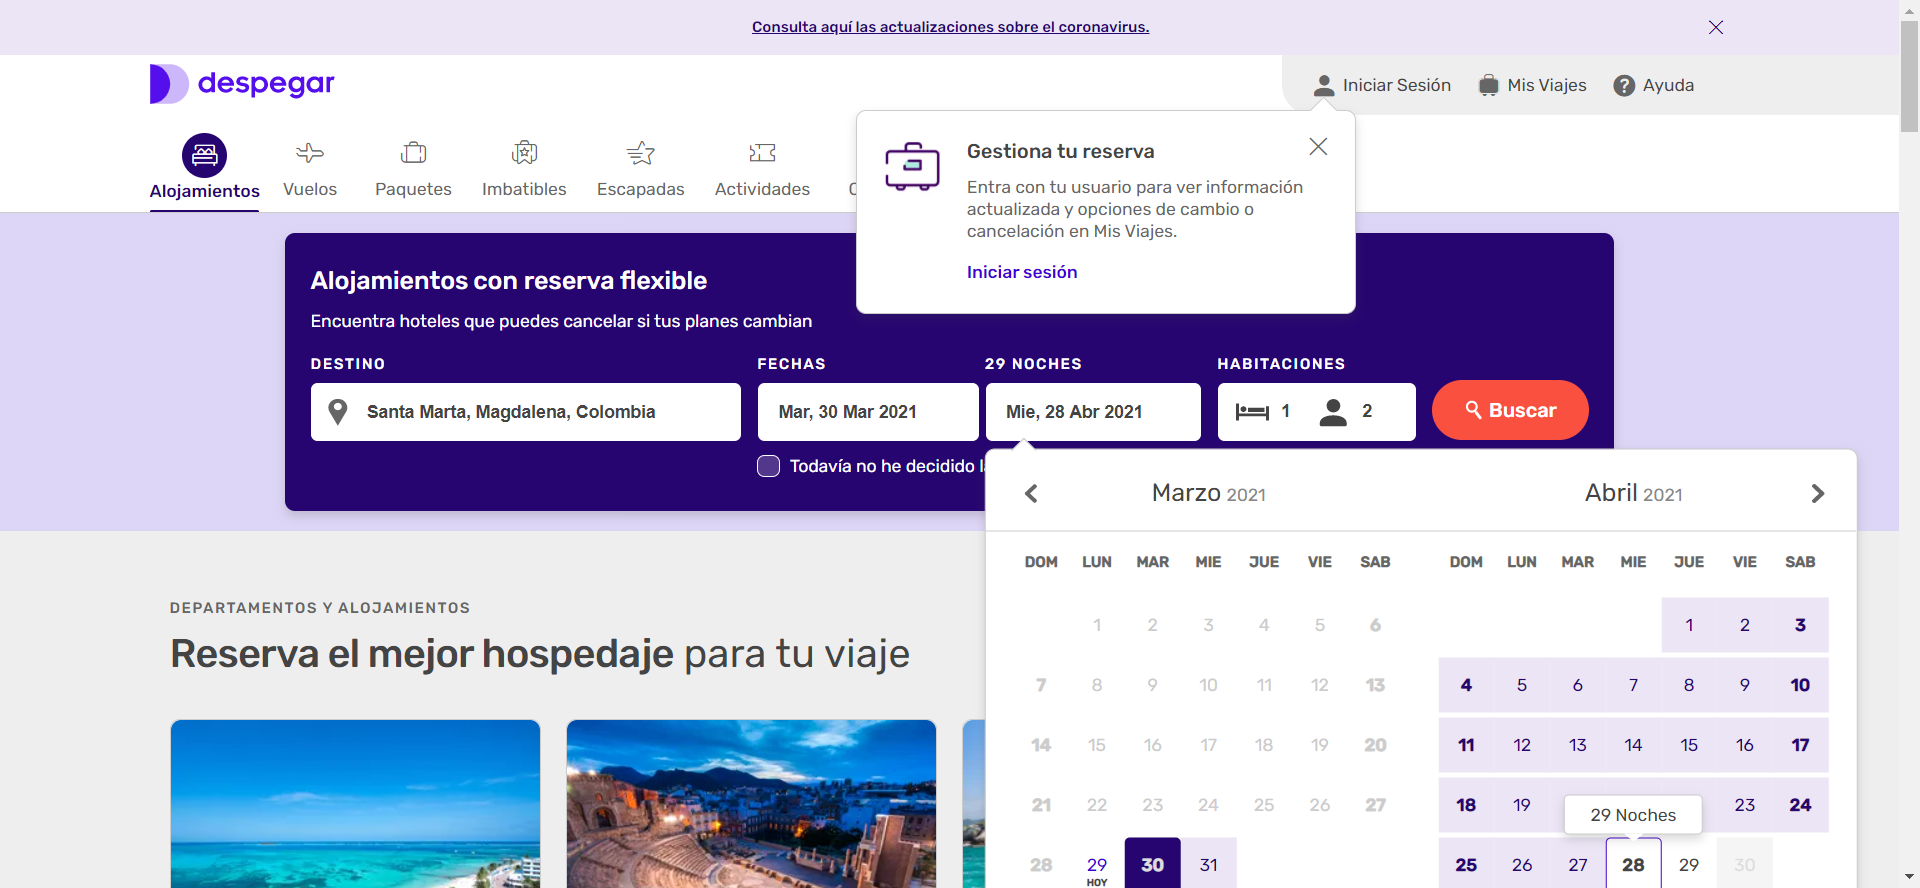 Consulta aquí las actualizaciones sobre el coronavirus.
despegar
Iniciar Sesión
Mis Viajes
? Ayuda
Alojamientos
Vuelos
Paquetes
Imbatibles
Escapadas
Actividades
Gestiona tu reserva
Entra con tu usuario para ver información
actualizada y opciones de cambio o
cancelación en Mis Viajes.
Iniciar sesión
Alojamientos con reserva flexible
Encuentra hoteles que puedes cancelar si tus planes cambian
DESTINO
Santa Marta, Magdalena, Colombia
FECHAS
Mar, 30 Mar 2021
29 NOCHES
Mie, 28 Abr 2021
HABITACIONES
1
2
Buscar
Todavía no he decidido
Marzo 2021
DOM LUN MAR MIE JUE VIE SAB
1 2 3 4 5 6
7 8 9 10 11 12 13
14 15 16 17 18 19 20
21 22 23 24 25 26 27
28 29 30 31
HOY
Abril 2021
DOM LUN MAR MIE JUE VIE SAB
1 2 3
4 5 6 7 8 9 10
11 12 13 14 15 16 17
18 19 23 24
29 Noches
25 26 27 28 29 30
DEPARTAMENTOS Y ALOJAMIENTOS
Reserva el mejor hospedaje para tu viaje